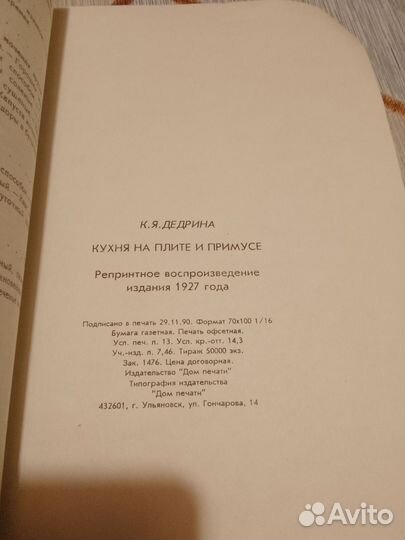 К.Я.ДЕДРИНА
КУХНЯ НА ПЛИТЕ И ПРИМУСЕ
Репринтное воспроизведение
издания 1927 года
Подписано в печать 29.11.90. Формат 70х100 1/16
Бумага газетная. Печать офсетная.
Усл. печ. л. 13. Усл. кр.-отт. 14,3
Уч.-изд. л. 7,46. Тираж 50000 экз.
Зак. 1476. Цена договорная.
Издательство "Дом печати"
Типография издательства
"Дом печати"
432601, г. Ульяновск, ул. Гончарова, 14
Avito